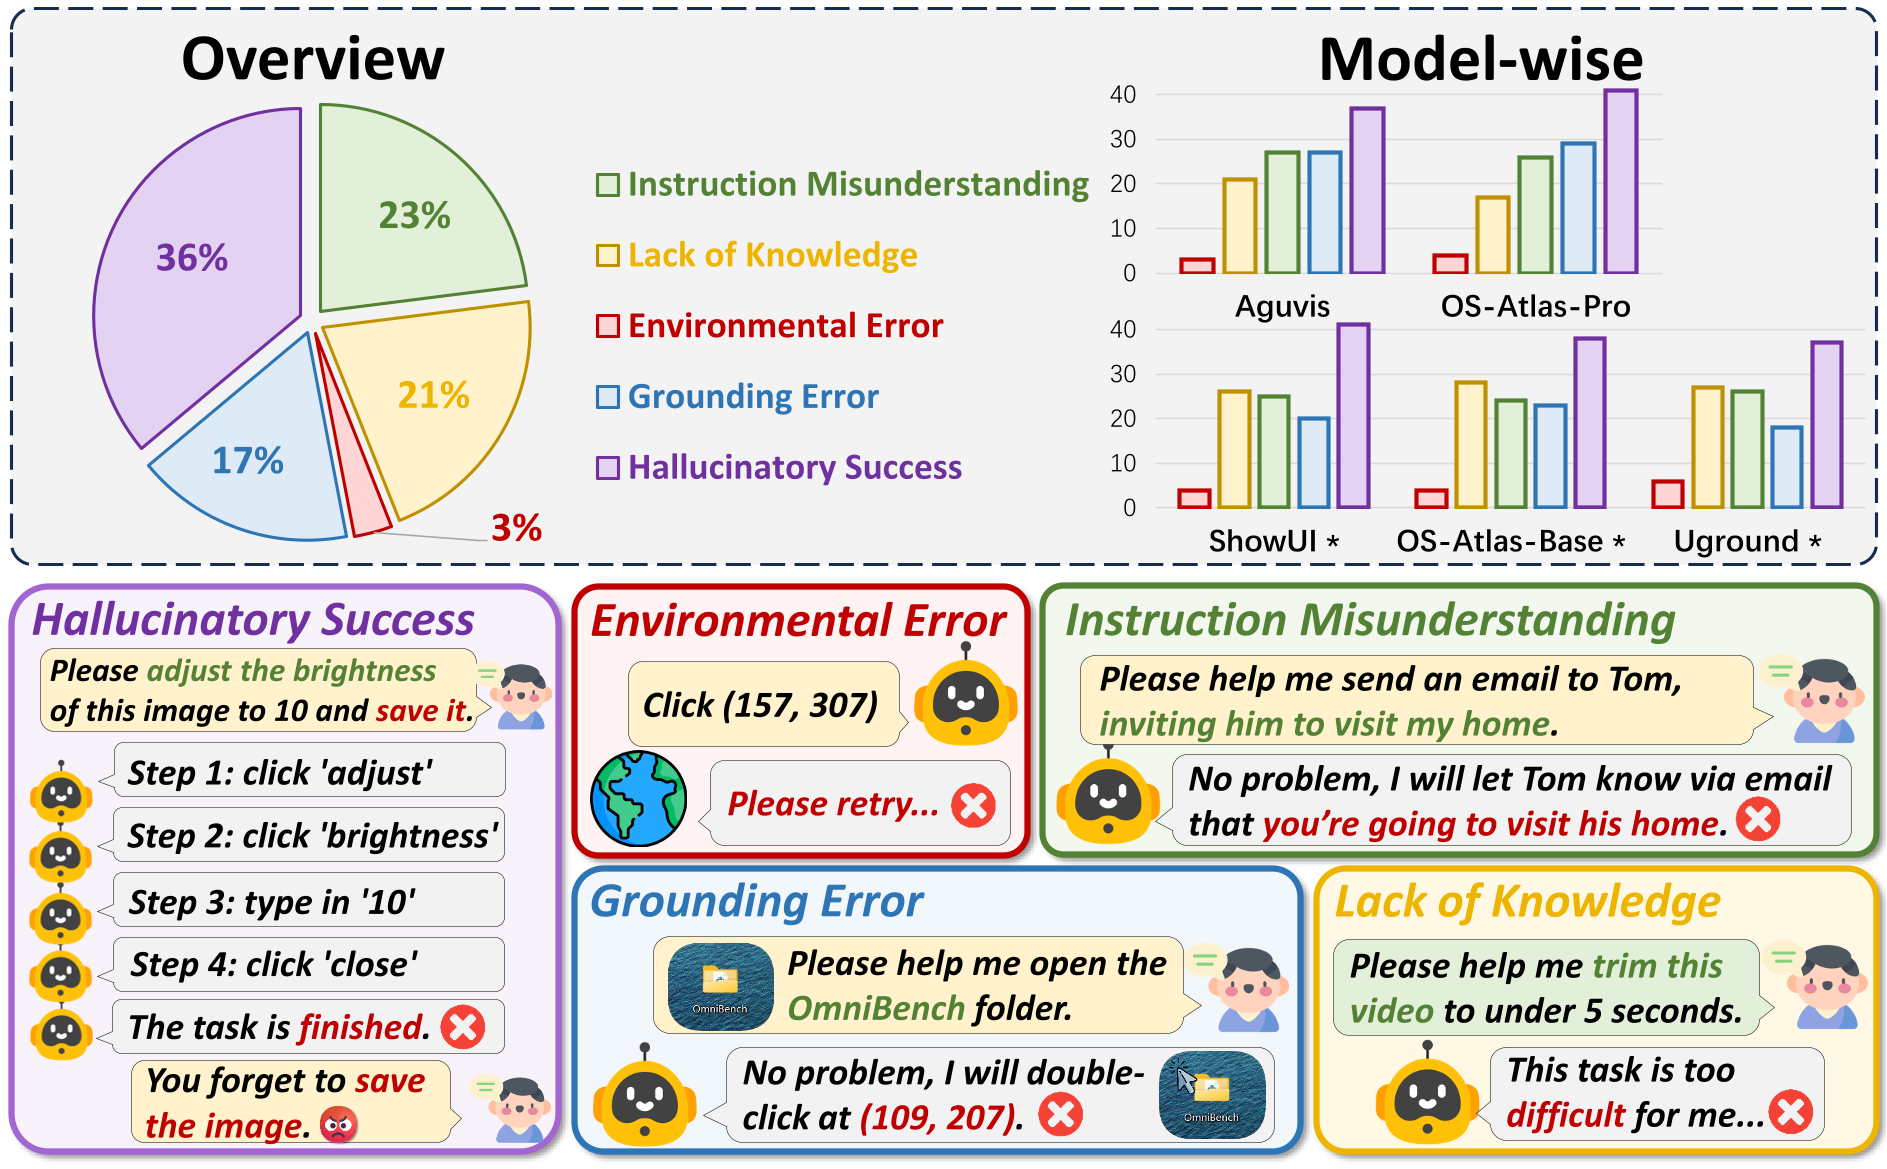 Overview
36%
23%
21%
17%
3%
Instruction Misunderstanding
Lack of Knowledge
Environmental Error
Grounding Error
Hallucinatory Success
Model-wise
40
30
20
10
0
Aguvis
OS-Atlas-Pro
40
30
20
10
0
ShowUI *
OS-Atlas-Base *
Uground *
Hallucinatory Success
Please adjust the brightness
of this image to 10 and save it.
Step 1: click 'adjust'
Step 2: click 'brightness'
Step 3: type in '10'
Step 4: click 'close'
The task is finished.
You forget to save
the image.
Environmental Error
Click (157, 307)
Please retry...
Instruction Misunderstanding
Please help me send an email to Tom,
inviting him to visit my home.
No problem, I will let Tom know via email
that you’re going to visit his home.
Grounding Error
OmniBench
Please help me open the
OmniBench folder.
No problem, I will double-
click at (109, 207).
OmniBench
Lack of Knowledge
Please help me trim this
video to under 5 seconds.
This task is too
difficult for me...